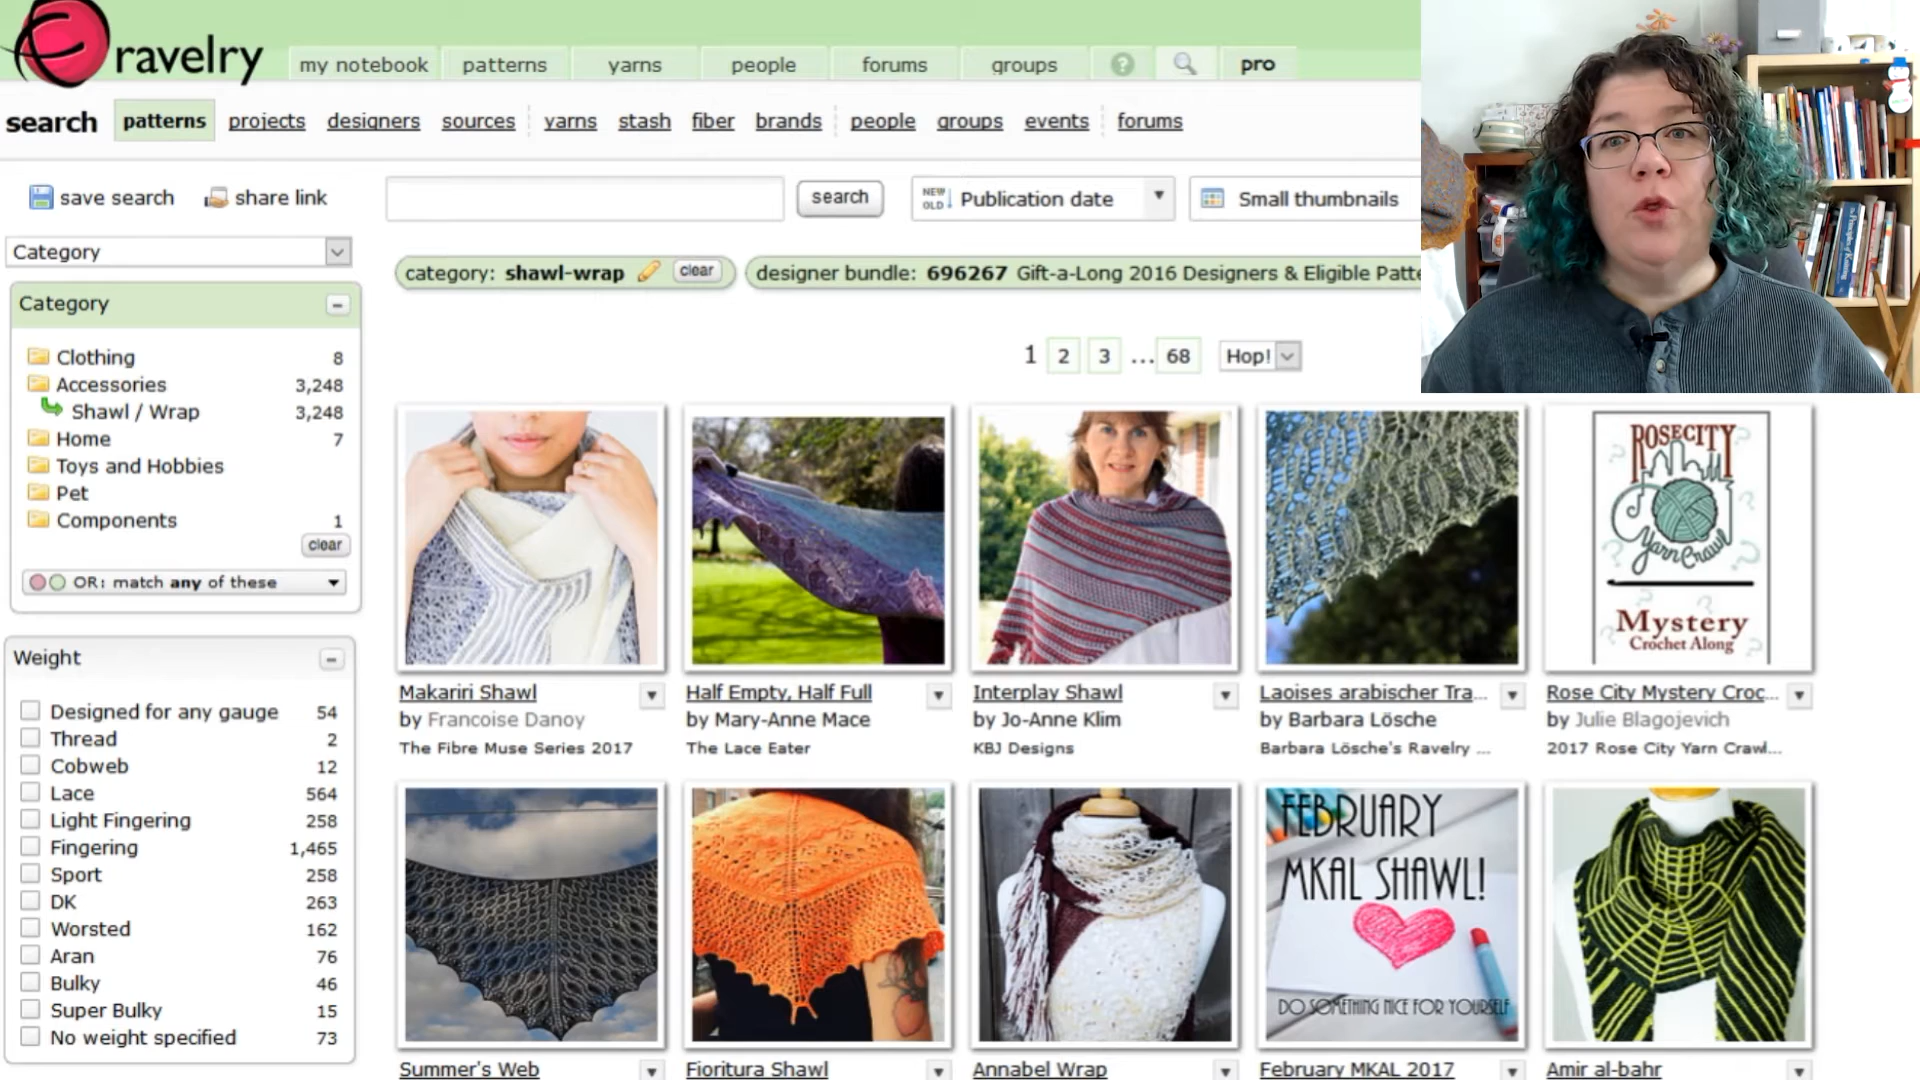 ravelry
my notebook patterns yarns people forums groups ? pro
search patterns projects designers sources yarns stash fiber brands people groups events forums
save search share link search NEW OLD Publication date Small thumbnails
Category
category: shawl-wrap clear designer bundle: 696267 Gift-a-Long 2016 Designers & Eligible Patte
Category
Clothing 8
Accessories 3,248
Shawl / Wrap 3,248
Home 7
Toys and Hobbies
Pet
Components 1
clear
OR: match any of these
1 2 3 ... 68 Hop!
Weight
Designed for any gauge 54
Thread 2
Cobweb 12
Lace 564
Light Fingering 258
Fingering 1,465
Sport 258
DK 263
Worsted 162
Aran 76
Bulky 46
Super Bulky 15
No weight specified 73
ROSECITY
Yarn Crawl
Mystery
Crochet Along
Makariri Shawl
by Francoise Danoy
The Fibre Muse Series 2017
Half Empty, Half Full
by Mary-Anne Mace
The Lace Eater
Interplay Shawl
by Jo-Anne Klim
KBJ Designs
Laoises arabischer Tra...
by Barbara Lösche
Barbara Lösche's Ravelry ...
Rose City Mystery Croc...
by Julie Blagojevich
2017 Rose City Yarn Crawl...
FEBRUARY
MKAL SHAWL!
DO SOMETHING NICE FOR YOURSELF
Summer's Web
Fioritura Shawl
Annabel Wrap
February MKAL 2017
Amir al-bahr